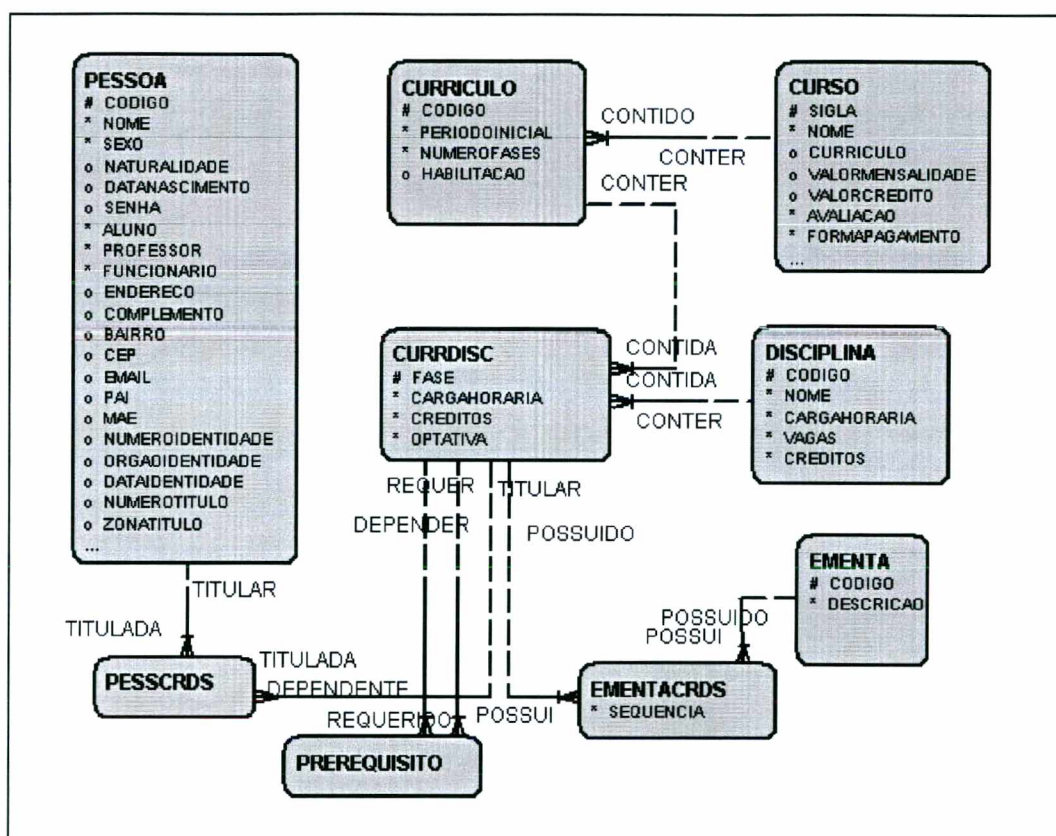 PESSOA
# CODIGO
* NOME
* SEXO
o NATURALIDADE
o DATANASCIMENTO
o SENHA
* ALUNO
* PROFESSOR
* FUNCIONARIO
o ENDERECO
o COMPLEMENTO
o BAIRRO
o CEP
o EMAIL
o PAI
o MAE
o NUMEROIDENTIDADE
o ORGAOIDENTIDADE
o DATAIDENTIDADE
o NUMEROTITULO
o ZONATITULO
...
CURRICULO
# CODIGO
* PERIODOINICIAL
* NUMEROFASES
o HABILITACAO
CONTIDO
CONTER
CONTER
CURSO
# SIGLA
* NOME
o CURRICULO
o VALORMENSALIDADE
o VALORCREDITO
* AVALIACAO
* FORMAPAGAMENTO
...
CURRDISC
# FASE
* CARGAHORARIA
* CREDITOS
* OPTATIVA
CONTIDA
CONTIDA
CONTER
DISCIPLINA
# CODIGO
* NOME
* CARGAHORARIA
* VAGAS
* CREDITOS
REQUER
TITULAR
DEPENDER
POSSUIDO
EMENTA
# CODIGO
* DESCRICAO
TITULAR
TITULADA
POSSUIDO
POSSUI
PESSCRDS
TITULADA
DEPENDENTE
REQUERIDO
POSSUI
EMENTACRDS
* SEQUENCIA
PREREQUISITO